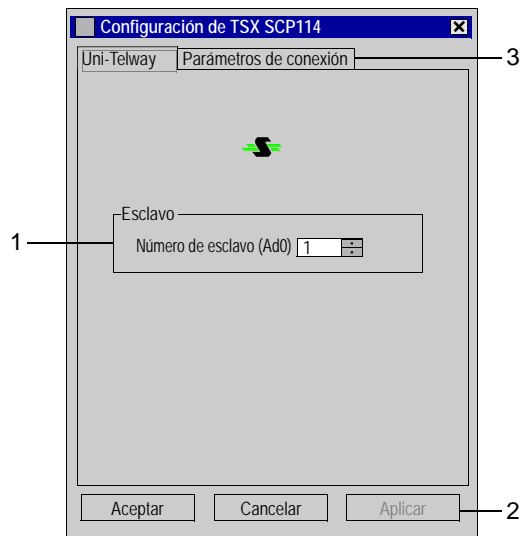 Configuración de TSX SCP114
Uni-Telway Parámetros de conexión
3
Esclavo
1
Número de esclavo (Ad0) 1
Aceptar Cancelar Aplicar
2